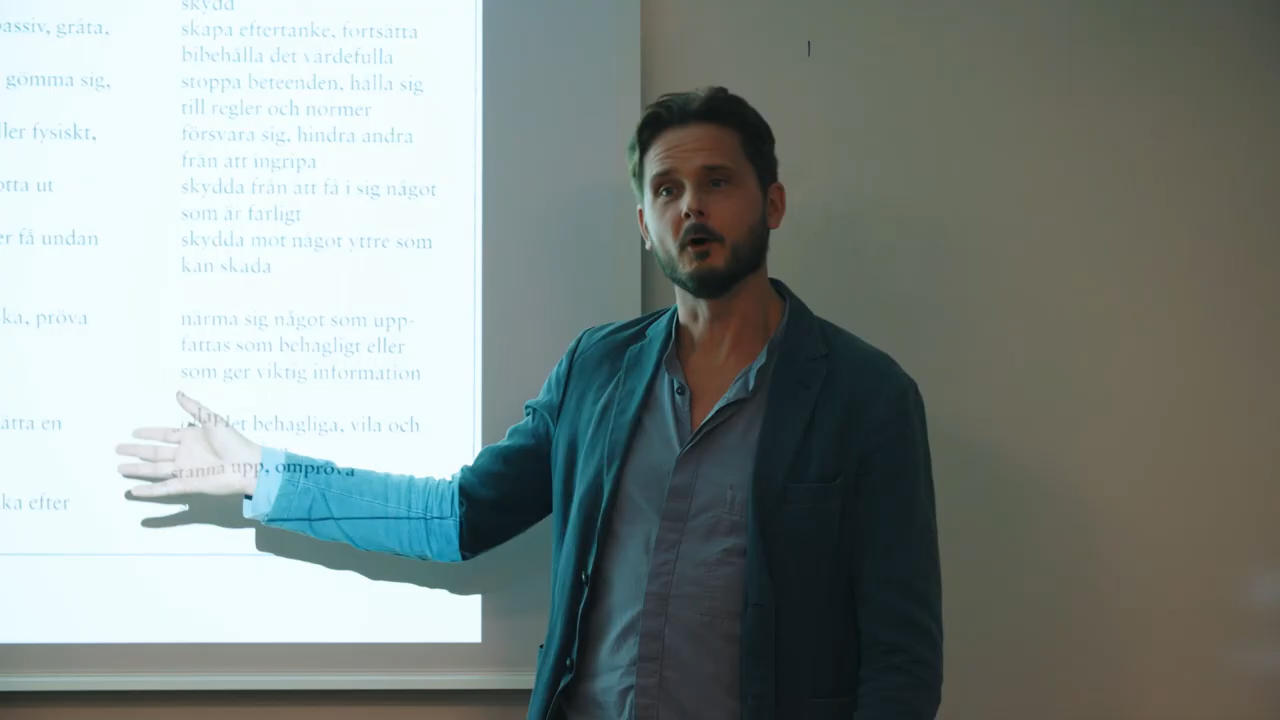 skydd
passiv, gråta,
skapa eftertanke, fortsätta
bibehålla det värdefulla
gömma sig,
stoppa beteenden, hålla sig
till regler och normer
ller fysiskt,
försvara sig, hindra andra
från att ingripa
otta ut
skydda från att få i sig något
som är farligt
er få undan
skydda mot något yttre som
kan skada
ka, pröva
närma sig något som upp-
fattas som behagligt eller
som ger viktig information
ätta en
det behagliga, vila och
stanna upp, ompröva
ka efter